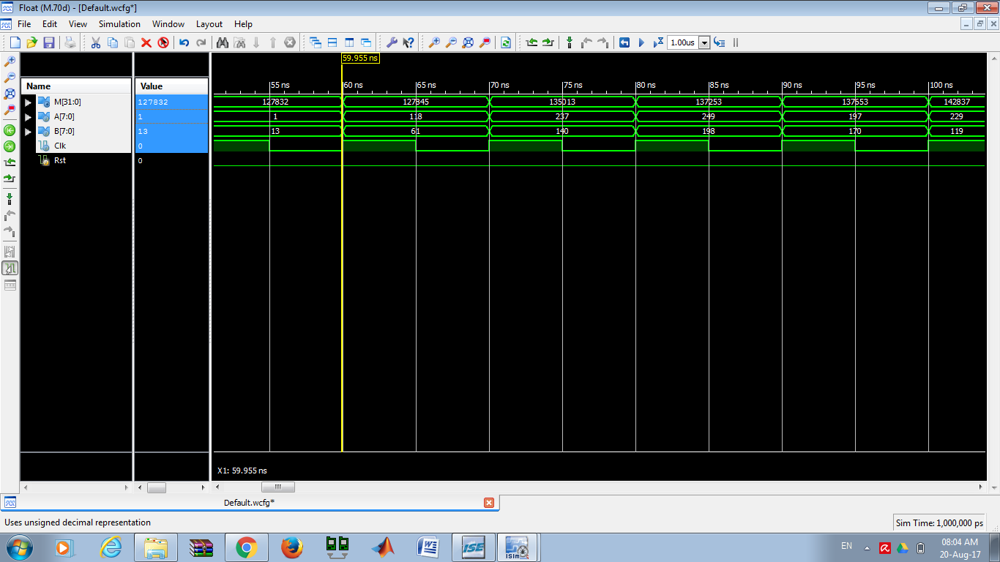 Float (M.70d) - [Default.wcfg*]
File Edit View Simulation Window Layout Help
1.00us
59.955 ns
Name Value
55 ns 60 ns 65 ns 70 ns 75 ns 80 ns 85 ns 90 ns 95 ns 100 ns
M[31:0] 127832 127832 127845 135013 137253 137653 142837
A[7:0] 1 1 118 237 249 197 229
B[7:0] 13 13 61 140 198 170 119
Clk 0
Rst 0
X1: 59.955 ns
Default.wcfg*
Uses unsigned decimal representation
Sim Time: 1,000,000 ps
ISE
ISim
EN
08:04 AM
20-Aug-17